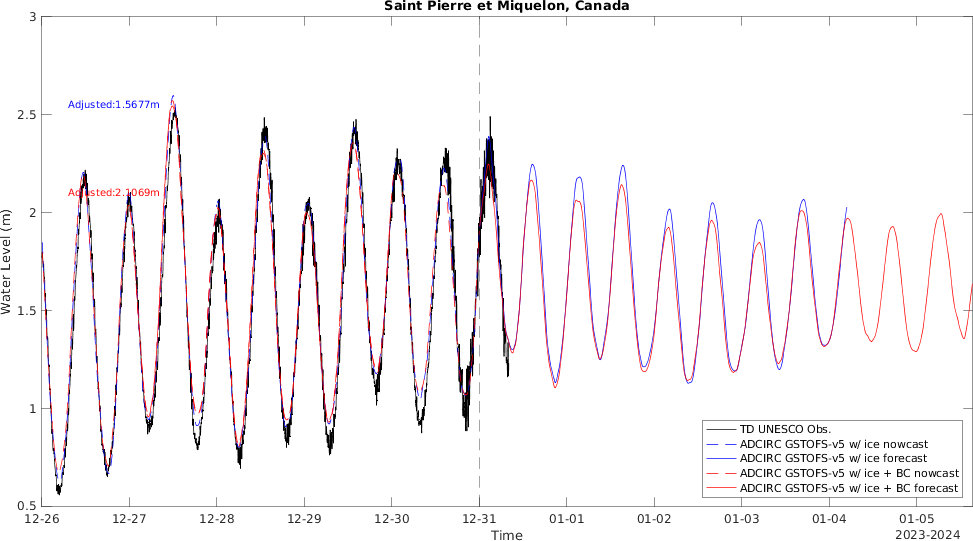 Saint Pierre et Miquelon, Canada
3
Adjusted:1.5677m
2.5
Adjusted:2.1069m
2
Water Level (m)
1.5
1
0.5
TD UNESCO Obs.
ADCIRC GSTOFS-v5 w/ ice nowcast
ADCIRC GSTOFS-v5 w/ ice forecast
ADCIRC GSTOFS-v5 w/ ice + BC nowcast
ADCIRC GSTOFS-v5 w/ ice + BC forecast
12-26 12-27 12-28 12-29 12-30 12-31 01-01 01-02 01-03 01-04 01-05
Time
2023-2024